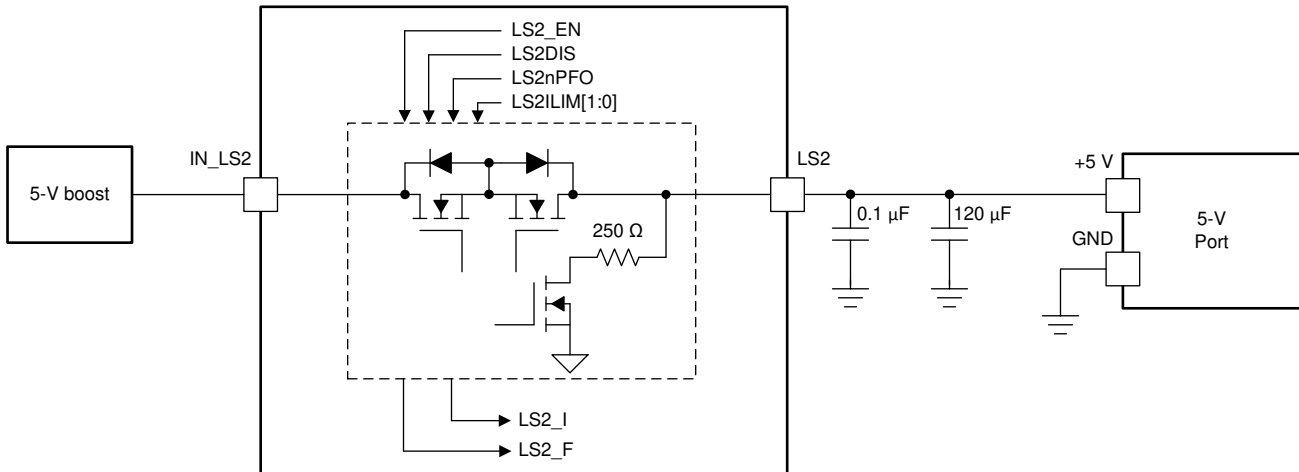 LS2_EN
LS2DIS
LS2nPFO
LS2ILIM[1:0]
IN_LS2
LS2
+5 V
5-V boost
0.1 µF
120 µF
5-V
Port
250 Ω
GND
LS2_I
LS2_F